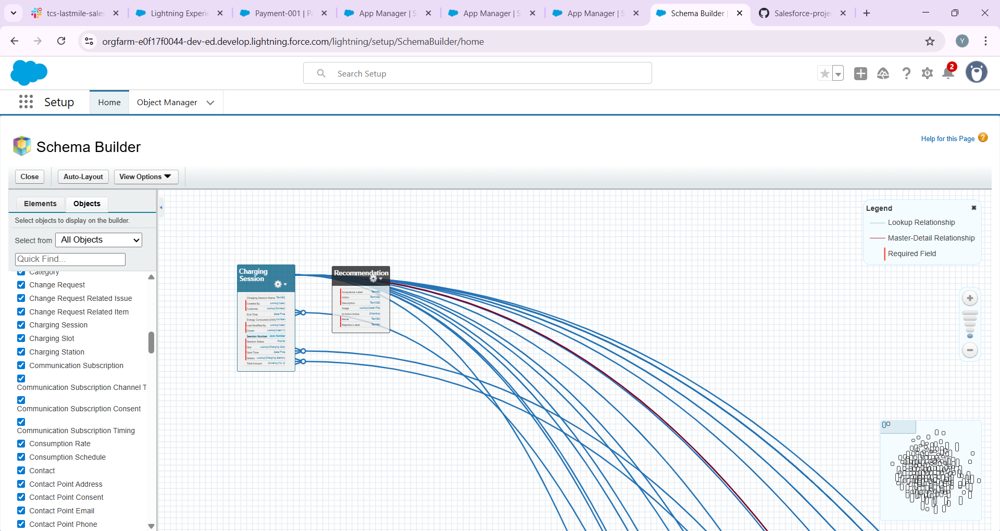 tcs-lastmile-sales
Lightning Experie
Payment-001 | Pa
App Manager | S
App Manager | S
App Manager | S
Schema Builder |
Salesforce-proje
orgfarm-e0f17f0044-dev-ed.develop.lightning.force.com/lightning/setup/SchemaBuilder/home
Y
Search Setup
2
Setup
Home
Object Manager
Schema Builder
Help for this Page
?
Close
Auto-Layout
View Options
Elements
Objects
Select objects to display on the builder.
Select from
All Objects
Quick Find...
Category
Change Request
Change Request Related Issue
Change Request Related Item
Charging Session
Charging Slot
Charging Station
Communication Subscription
Communication Subscription Channel T
Communication Subscription Consent
Communication Subscription Timing
Consumption Rate
Consumption Schedule
Contact
Contact Point Address
Contact Point Consent
Contact Point Email
Contact Point Phone
Charging
Session
Charging Session Name Text(80)
Created By Lookup(User)
Customer Lookup(Contact)
End Time Date/Time
Energy Consumed (kWh) Number
Last Modified By Lookup(User)
Owner Lookup(User+1)
Session Number Auto Number
Session Status Picklist
Slot Lookup(Charging Slot)
Start Time Date/Time
Station Lookup(Charging Station)
Total Amount Currency(10, 2)
Recommendation
Acceptance Label Text(80)
Action Text(255)
Description Text(255)
Image Lookup(Asset File)
Is Action Active Checkbox
Name Text(80)
Rejection Label Text(80)
Legend
Lookup Relationship
Master-Detail Relationship
Required Field